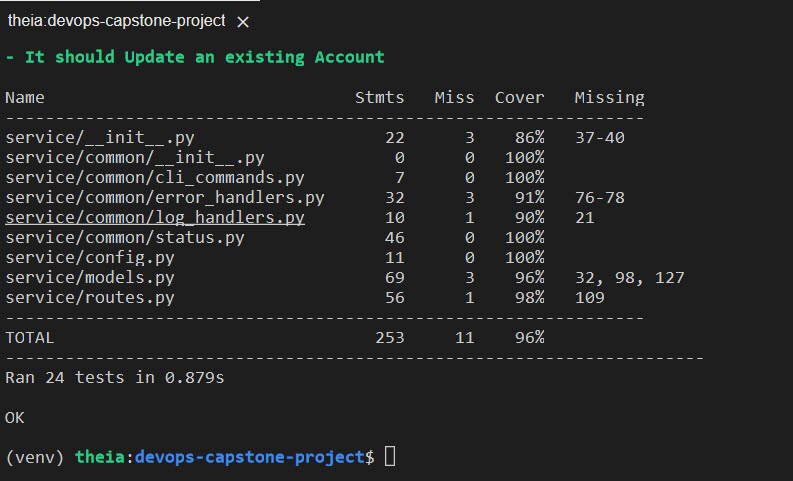 theia:devops-capstone-project ×
- It should Update an existing Account
Name                               Stmts   Miss  Cover   Missing
----------------------------------------------------------------
service/__init__.py                   22      3    86%   37-40
service/common/__init__.py             0      0   100%
service/common/cli_commands.py         7      0   100%
service/common/error_handlers.py      32      3    91%   76-78
service/common/log_handlers.py        10      1    90%   21
service/common/status.py              46      0   100%
service/config.py                     11      0   100%
service/models.py                     69      3    96%   32, 98, 127
service/routes.py                     56      1    98%   109
----------------------------------------------------------------
TOTAL                                253     11    96%
----------------------------------------------------------------------
Ran 24 tests in 0.879s
OK
(venv) theia:devops-capstone-project$